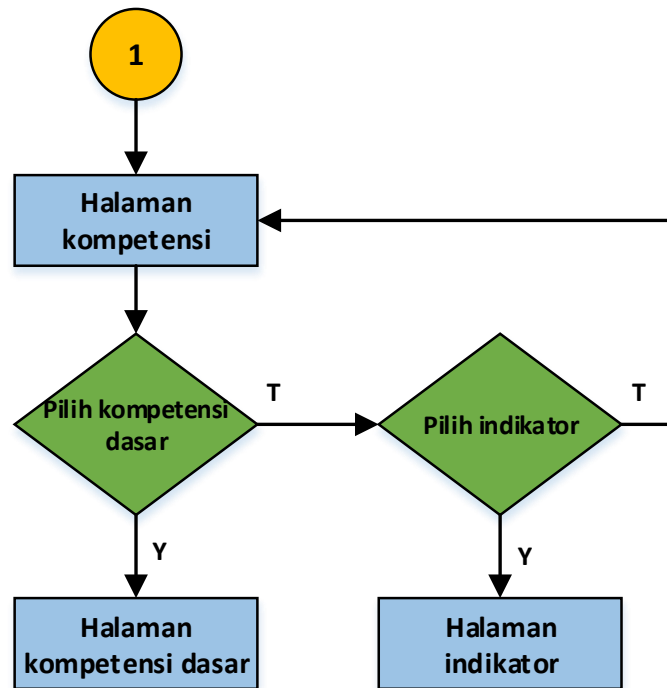 1
Halaman
kompetensi
Pilih kompetensi
dasar
T
Pilih indikator
T
Y
Y
Halaman
kompetensi dasar
Halaman
indikator